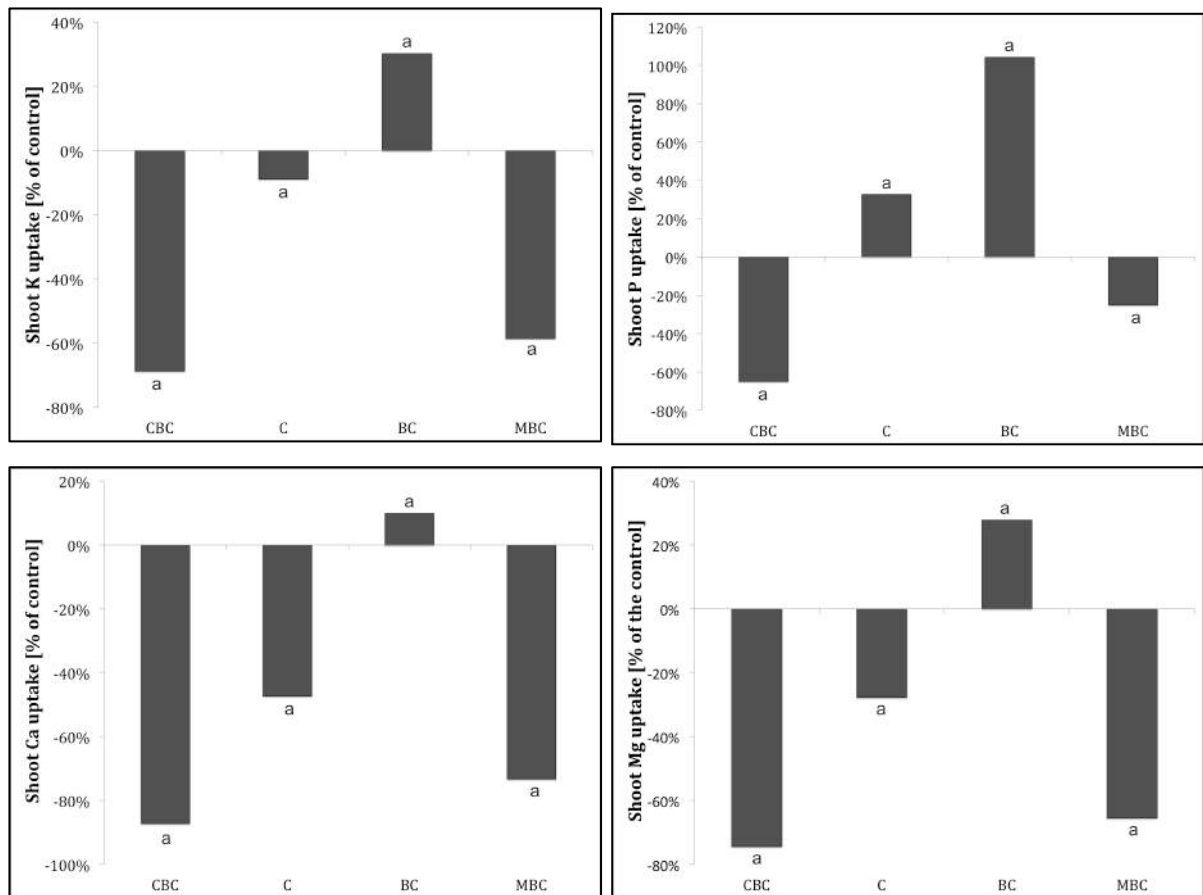 Shoot K uptake [% of control]
40%
20%
0%
-20%
-40%
-60%
-80%
a
a
a
a
CBC C BC MBC
Shoot P uptake [% of control]
120%
100%
80%
60%
40%
20%
0%
-20%
-40%
-60%
-80%
a
a
a
a
CBC C BC MBC
Shoot Ca uptake [% of control]
20%
0%
-20%
-40%
-60%
-80%
-100%
a
a
a
a
CBC C BC MBC
Shoot Mg uptake [% of the control]
40%
20%
0%
-20%
-40%
-60%
-80%
a
a
a
a
CBC C BC MBC